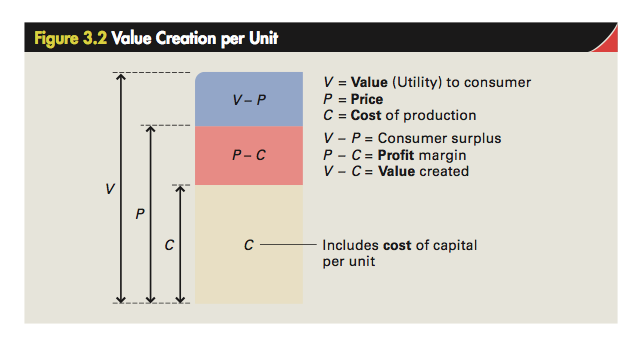 Figure 3.2 Value Creation per Unit
V – P
P – C
C
V
P
C
V = Value (Utility) to consumer
P = Price
C = Cost of production
V – P = Consumer surplus
P – C = Profit margin
V – C = Value created
Includes cost of capital
per unit